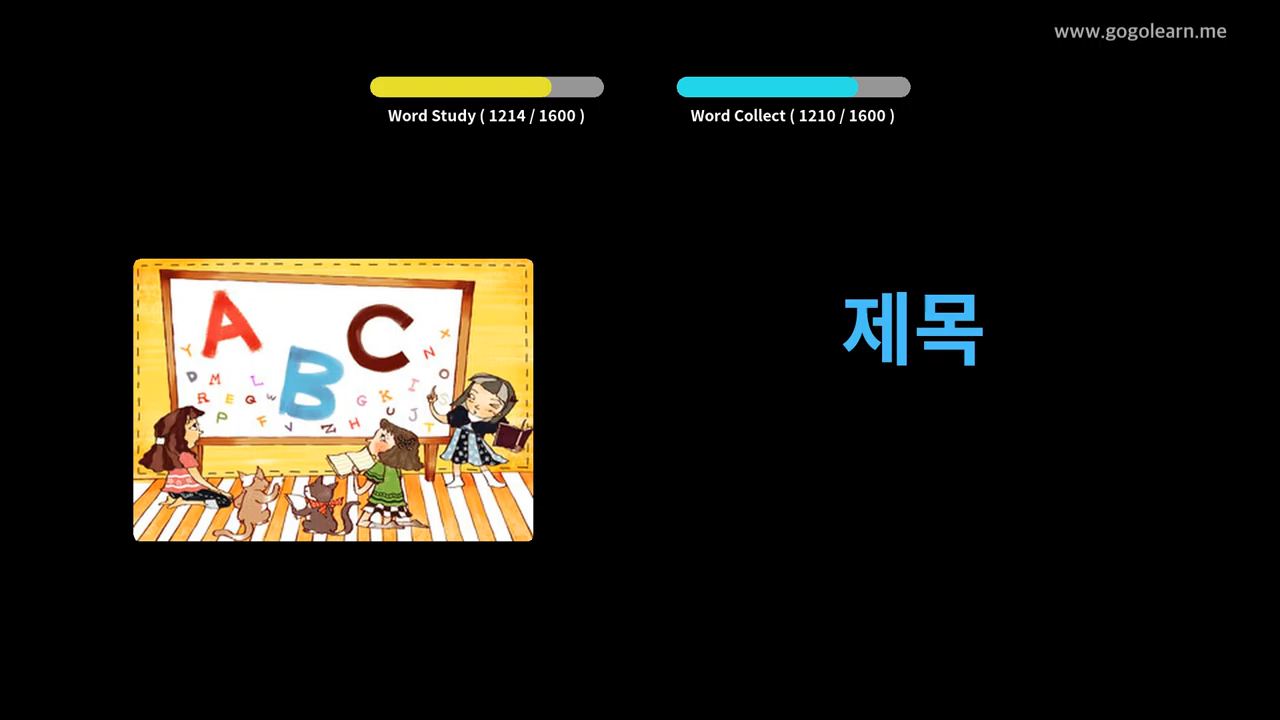 www.gogolearn.me
Word Study ( 1214 / 1600 )
Word Collect ( 1210 / 1600 )
제목
A
B
C
X
Y
N
D M L I O
R E Q W G K S
P F V Z H U J T